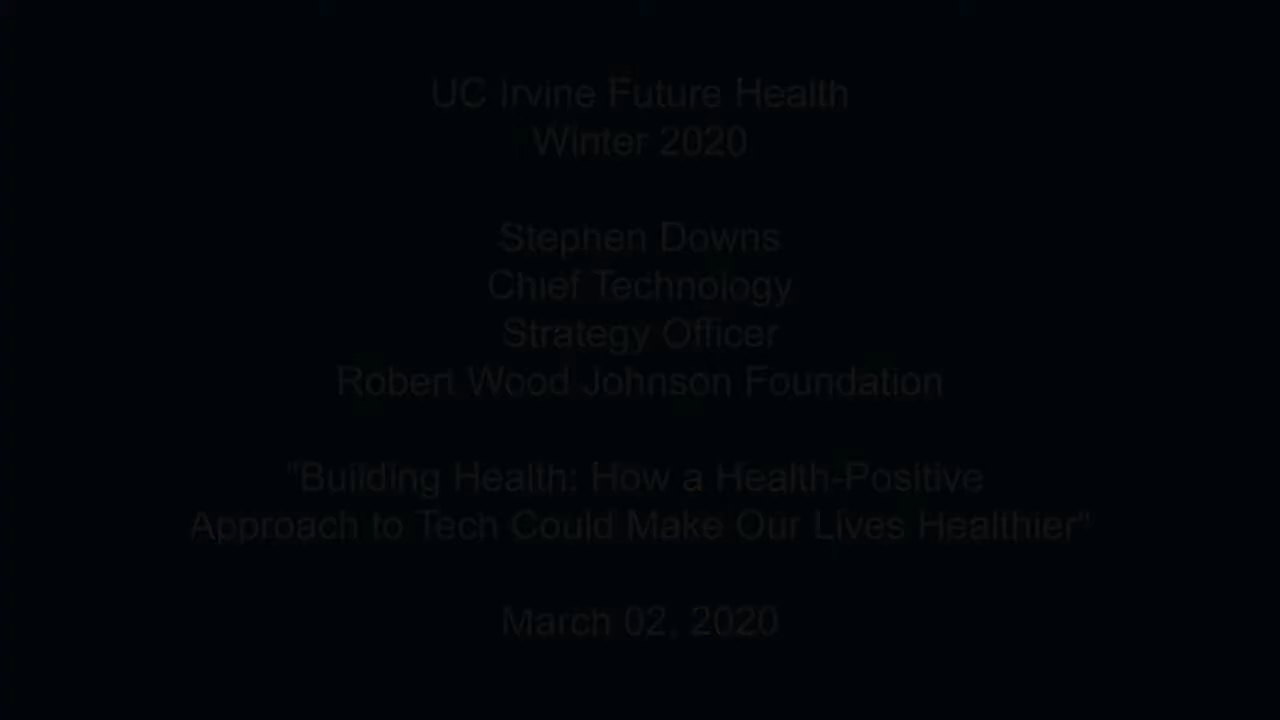 UC Irvine Future Health
Winter 2020
Stephen Downs
Chief Technology
Strategy Officer
Robert Wood Johnson Foundation
"Building Health: How a Health-Positive
Approach to Tech Could Make Our Lives Healthier"
March 02, 2020